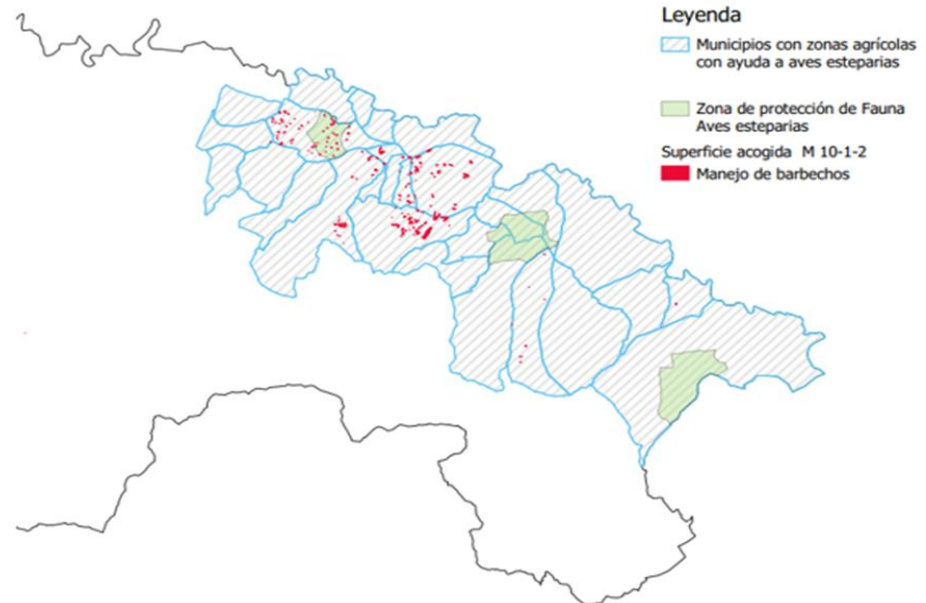 Leyenda
Municipios con zonas agrícolas
con ayuda a aves esteparias
Zona de protección de Fauna
Aves esteparias
Superficie acogida M 10-1-2
Manejo de barbechos